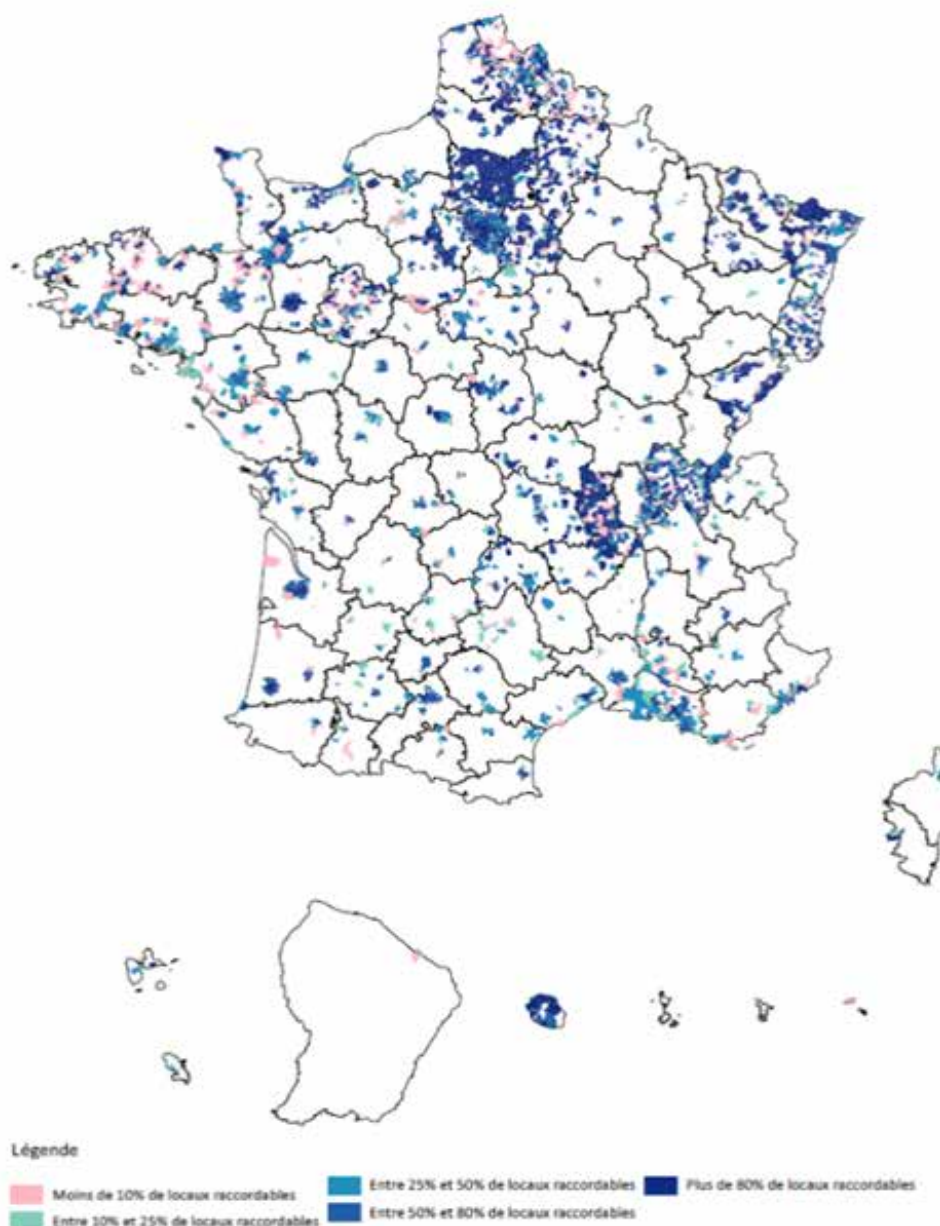 Légende
Moins de 10% de locaux raccordables
Entre 10% et 25% de locaux raccordables
Entre 25% et 50% de locaux raccordables
Entre 50% et 80% de locaux raccordables
Plus de 80% de locaux raccordables